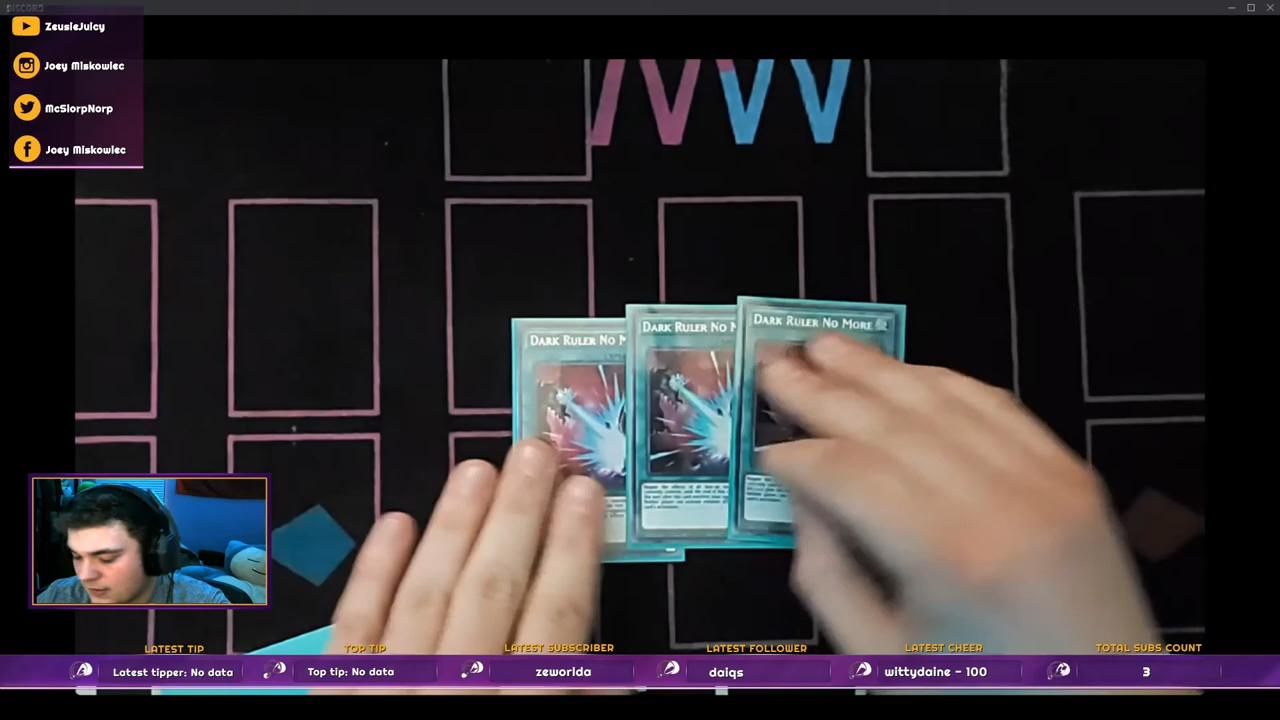 DISCORD
ZeusieJuicy
Joey Miskowiec
McSlorpNorp
Joey Miskowiec
DARK RULER NO M
DARK RULER NO M
DARK RULER NO MORE
LATEST TIP
TOP TIP
LATEST SUBSCRIBER
LATEST FOLLOWER
LATEST CHEER
TOTAL SUBS COUNT
Latest tipper: No data
Top tip: No data
zeworlda
daiqs
wittydaine - 100
3